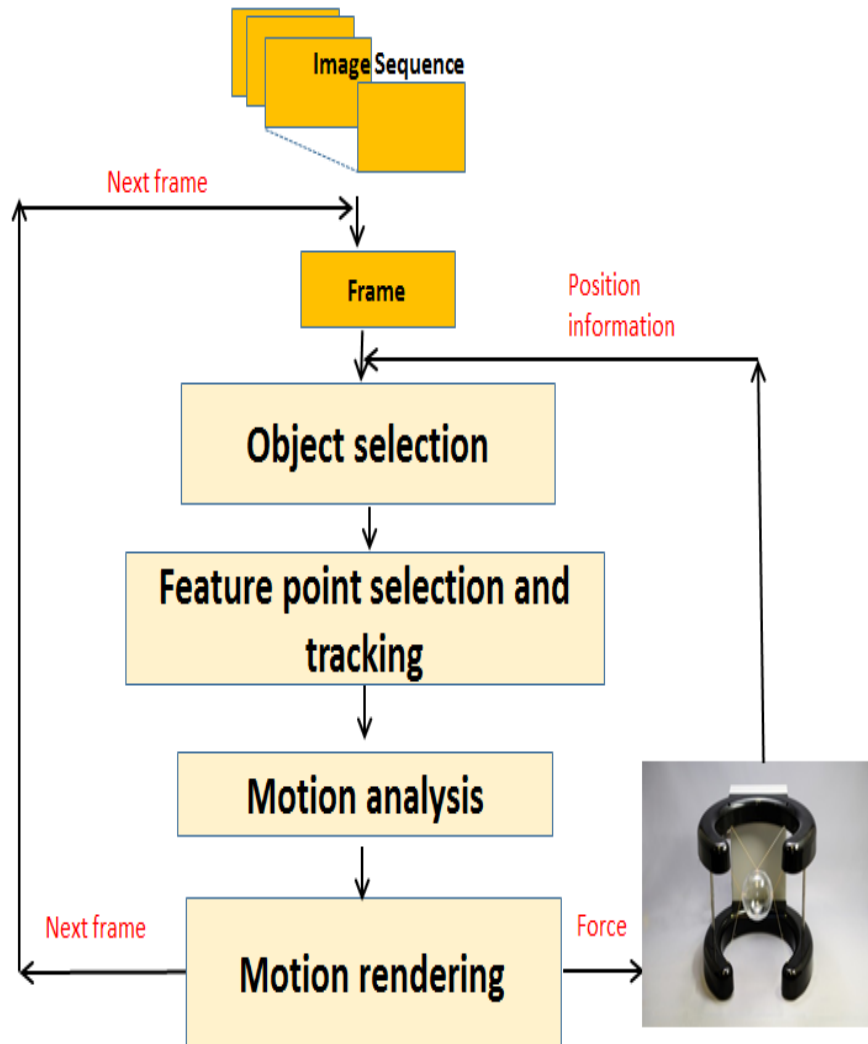 Image Sequence
Next frame
Frame
Position
information
Object selection
Feature point selection and
tracking
Motion analysis
Next frame
Force
Motion rendering